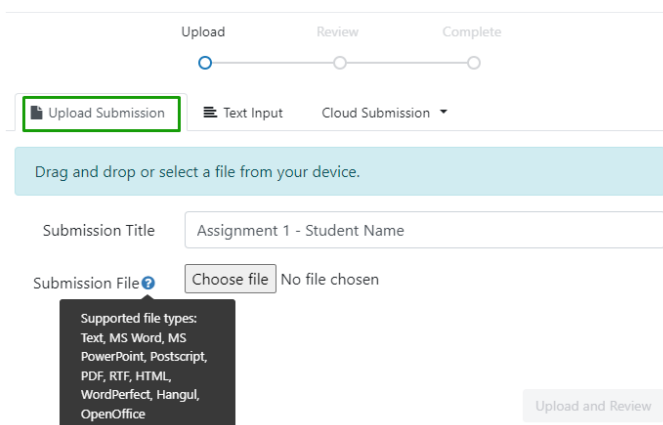 Upload Review Complete
Upload Submission Text Input Cloud Submission
Drag and drop or select a file from your device.
Submission Title Assignment 1 - Student Name
Submission File Choose file No file chosen
Supported file types:
Text, MS Word, MS
PowerPoint, Postscript,
PDF, RTF, HTML,
WordPerfect, Hangul,
OpenOffice
Upload and Review